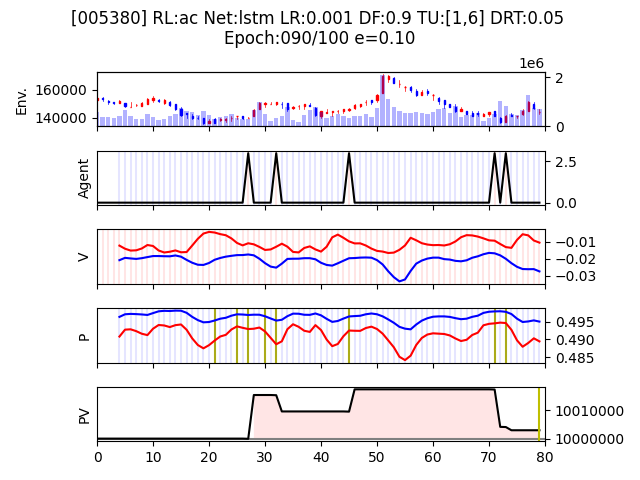 [005380] RL:ac Net:lstm LR:0.001 DF:0.9 TU:[1,6] DRT:0.05
Epoch:090/100 e=0.10
1e6
Env.
160000
140000
2
0
Agent
2.5
0.0
V
−0.01
−0.02
−0.03
P
0.495
0.490
0.485
PV
10010000
10000000
0 10 20 30 40 50 60 70 80